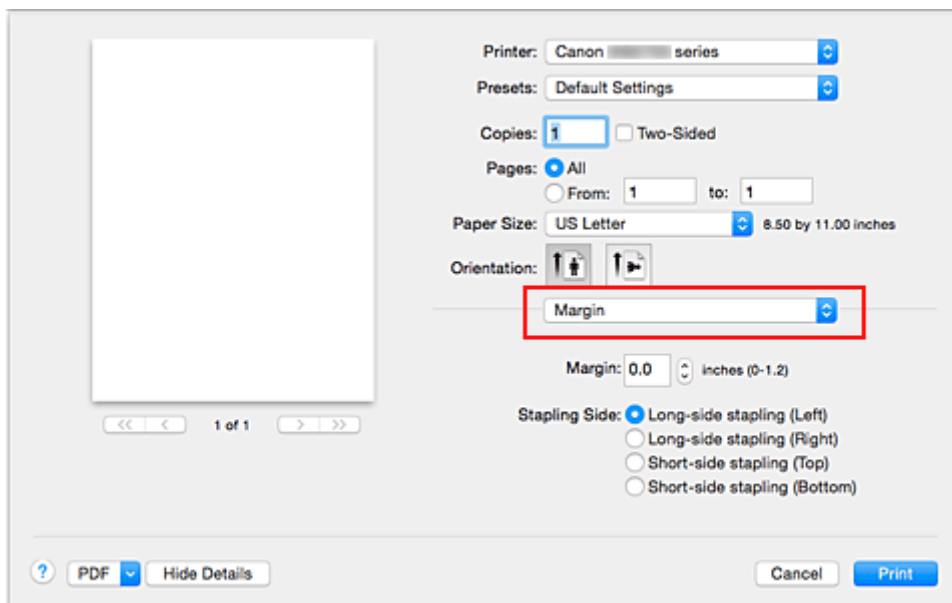 Printer: Canon series
Presets: Default Settings
Copies: 1 Two-Sided
Pages: All
From: 1 to: 1
Paper Size: US Letter 8.50 by 11.00 inches
Orientation:
Margin
Margin: 0.0 inches (0-1.2)
1 of 1
Stapling Side: Long-side stapling (Left)
Long-side stapling (Right)
Short-side stapling (Top)
Short-side stapling (Bottom)
? PDF Hide Details Cancel Print